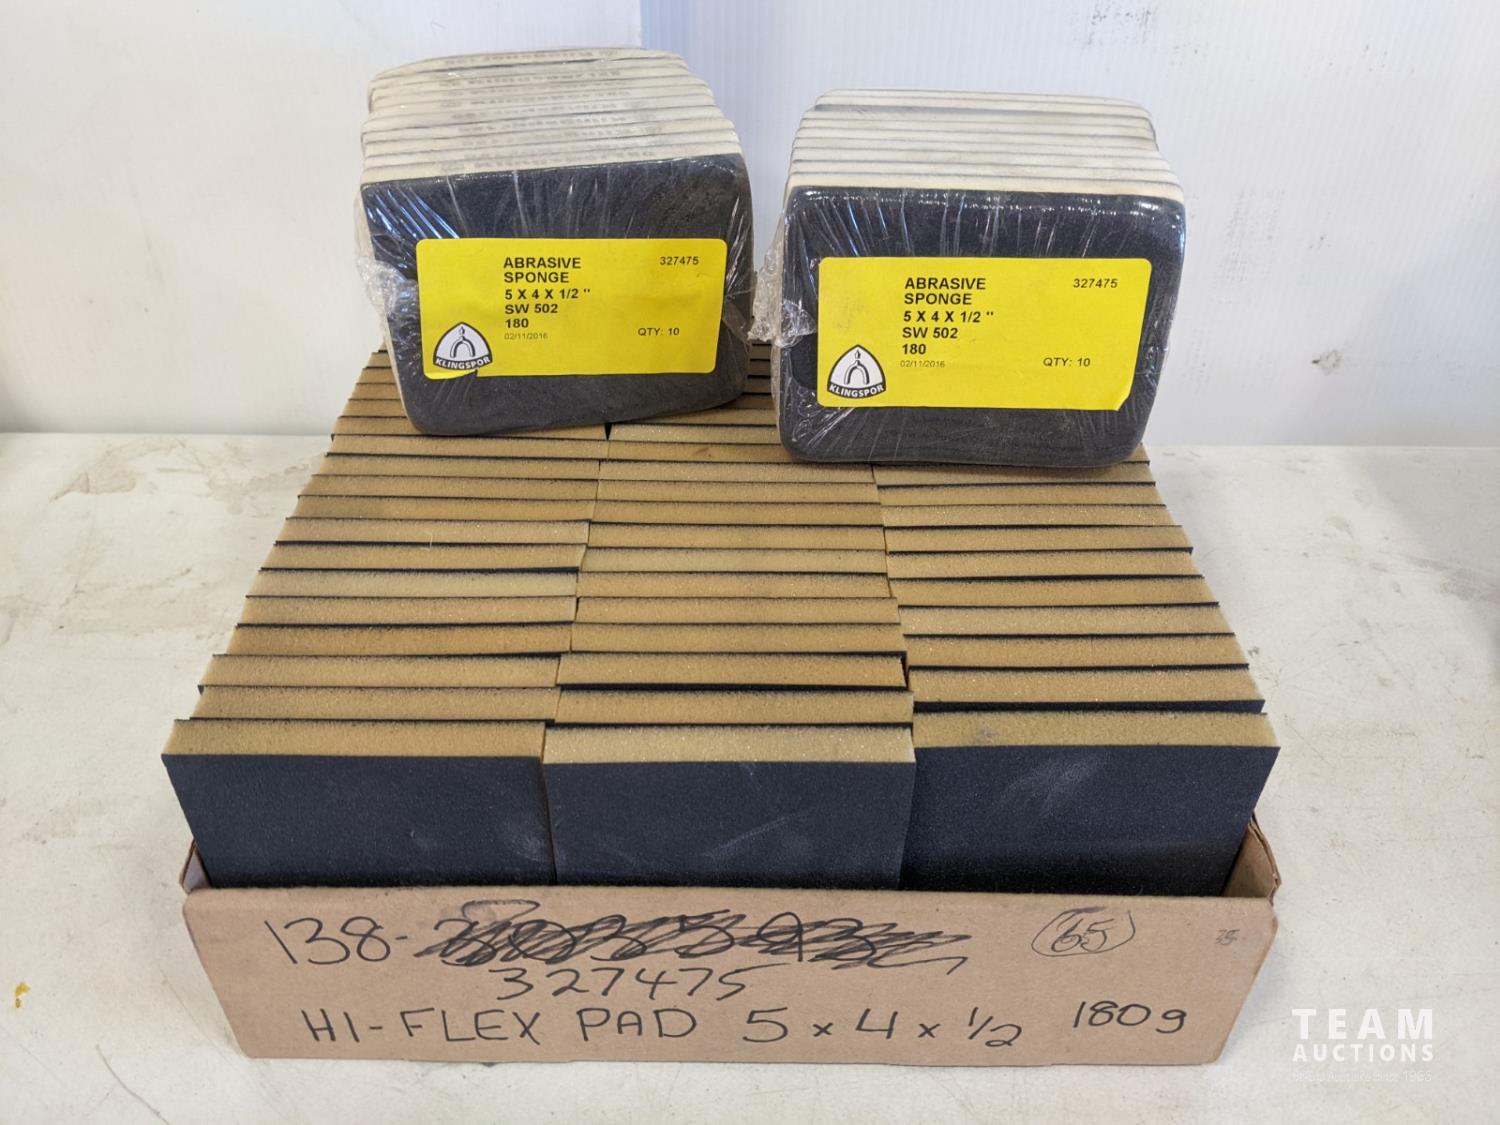 ABRASIVE
SPONGE
5 X 4 X 1/2 "
SW 502
180
02/11/2016
327475
QTY: 10
KLINGSPOR
ABRASIVE
SPONGE
5 X 4 X 1/2 "
SW 502
180
02/11/2016
327475
QTY: 10
KLINGSPOR
138-
65
35
327475
HI-FLEX PAD 5 x 4 x 1/2 180g
TEAM
AUCTIONS